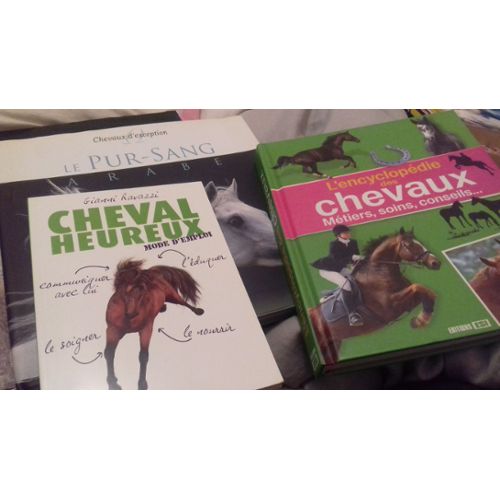 Chevaux d'exception
LE PUR-SANG
ARABE
Gianni Ravazzi
CHEVAL
HEUREUX
MODE D'EMPLOI
communiquer
avec lui
l'éduquer
le soigner
le nourrir
L'encyclopédie
des
chevaux
Métiers, soins, conseils...
EDITIONS